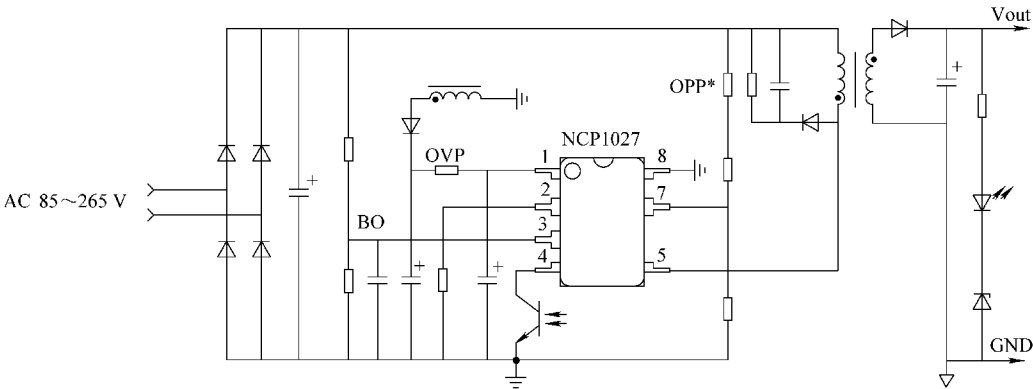 Vout
OPP*
NCP1027
OVP
1
8
2
7
AC 85～265 V
BO
3
4
5
GND